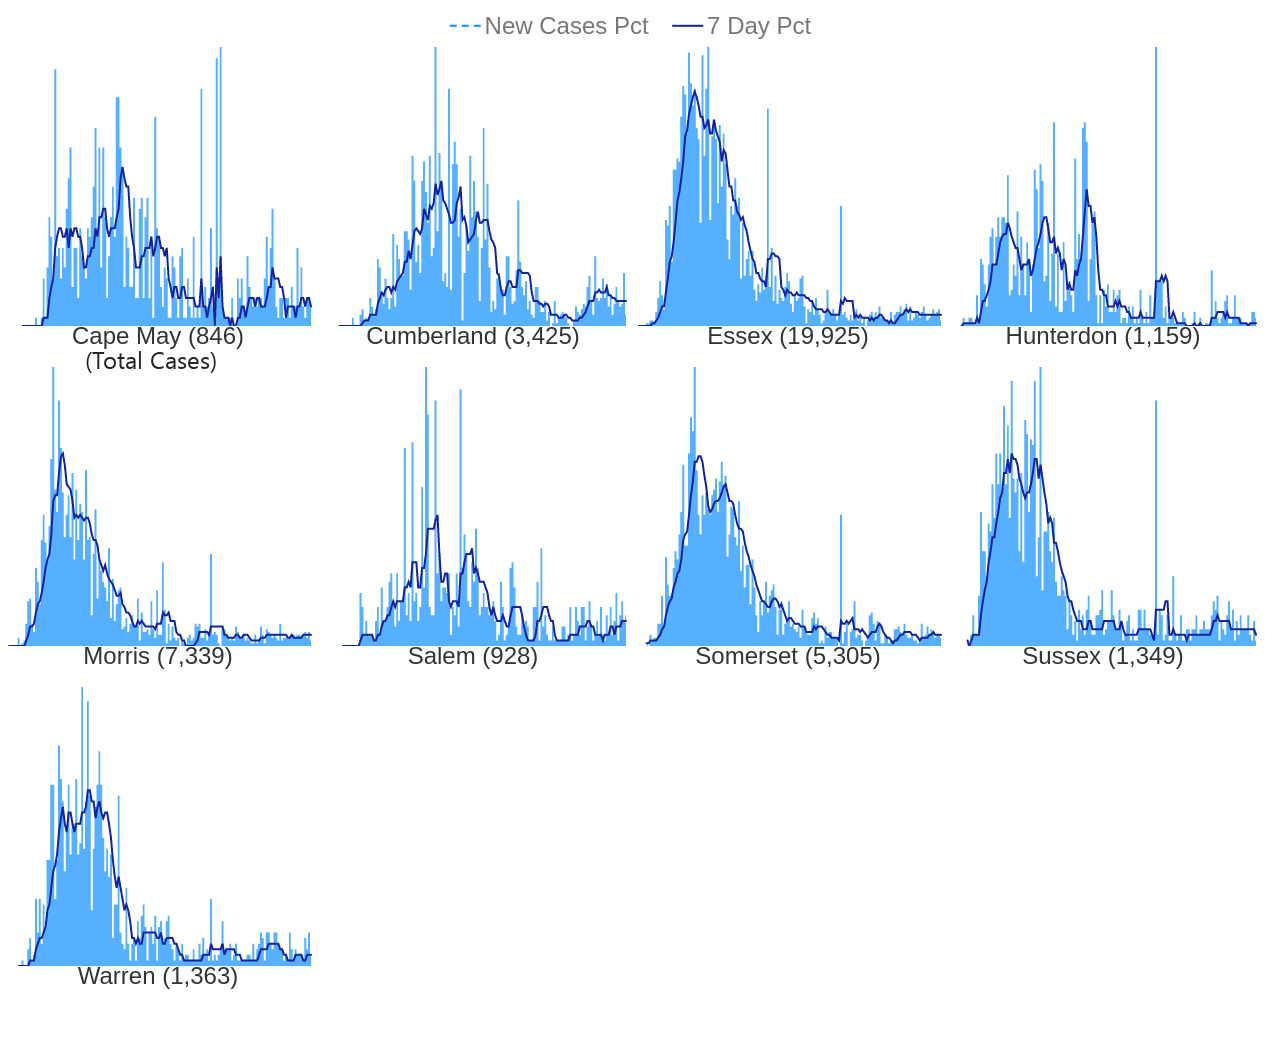 New Cases Pct 7 Day Pct
Cape May (846)
(Total Cases)
Cumberland (3,425)
Essex (19,925)
Hunterdon (1,159)
Morris (7,339)
Salem (928)
Somerset (5,305)
Sussex (1,349)
Warren (1,363)